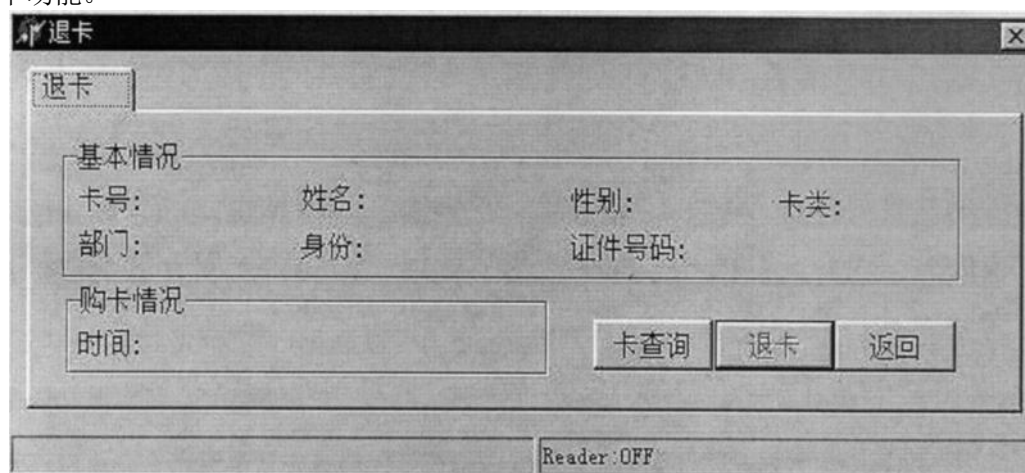 功能。
退卡
退卡
基本情况
卡号: 姓名: 性别: 卡类:
部门: 身份: 证件号码:
购卡情况
时间:
卡查询 退卡 返回
Reader:OFF